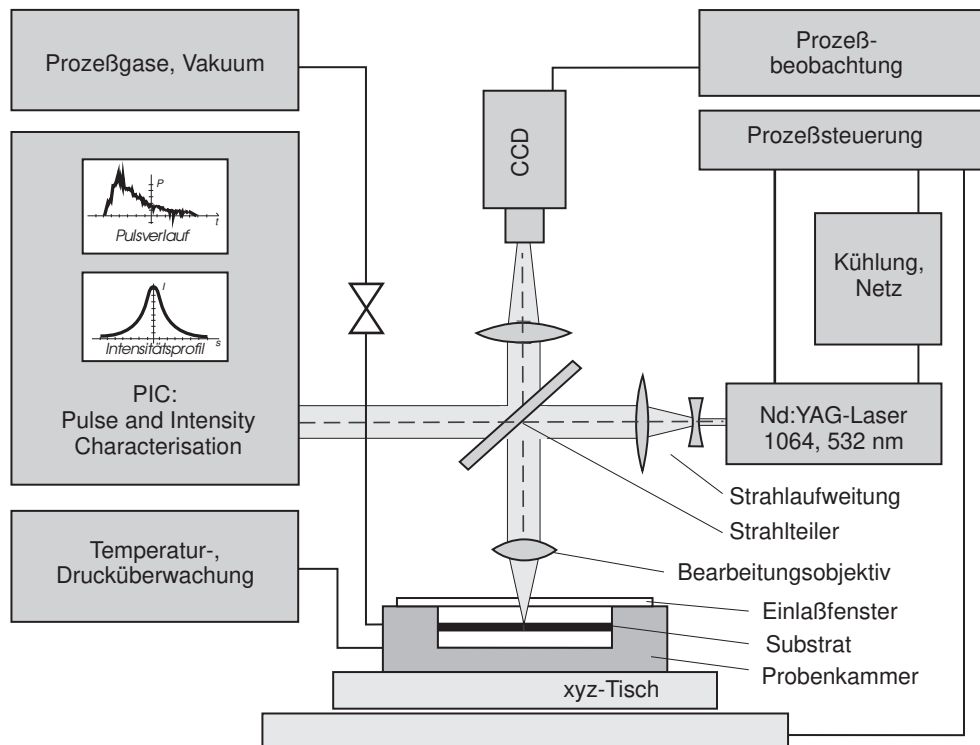 Prozeßgase, Vakuum
Prozeß-
beobachtung
Prozeßsteuerung
CCD
P
t
Pulsverlauf
I
s
Intensitätsprofil
PIC:
Pulse and Intensity
Characterisation
Kühlung,
Netz
Nd:YAG-Laser
1064, 532 nm
Strahlaufweitung
Strahlteiler
Temperatur-,
Drucküberwachung
Bearbeitungsobjektiv
Einlaßfenster
Substrat
Probenkammer
xyz-Tisch